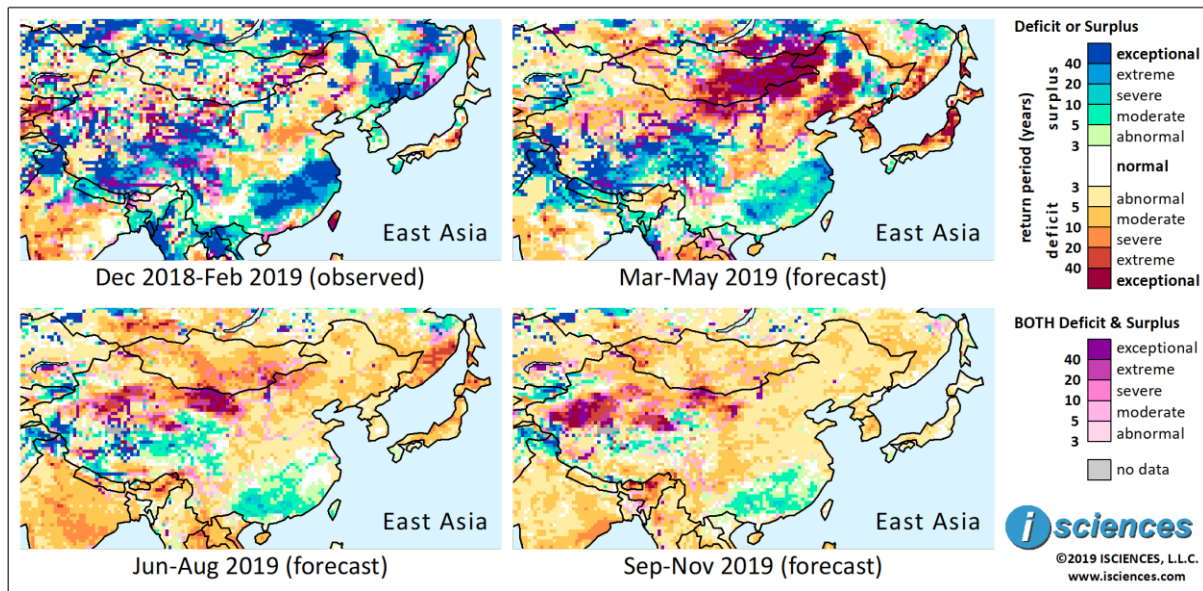 East Asia
Dec 2018-Feb 2019 (observed)
East Asia
Mar-May 2019 (forecast)
East Asia
Jun-Aug 2019 (forecast)
East Asia
Sep-Nov 2019 (forecast)
Deficit or Surplus
return period (years)
deficit surplus
40 exceptional
20 extreme
10 severe
5 moderate
3 abnormal
normal
3 abnormal
5 moderate
10 severe
20 extreme
40 exceptional
BOTH Deficit & Surplus
40 exceptional
20 extreme
10 severe
5 moderate
3 abnormal
no data
i sciences
©2019 ISCIENCES, L.L.C.
www.isciences.com